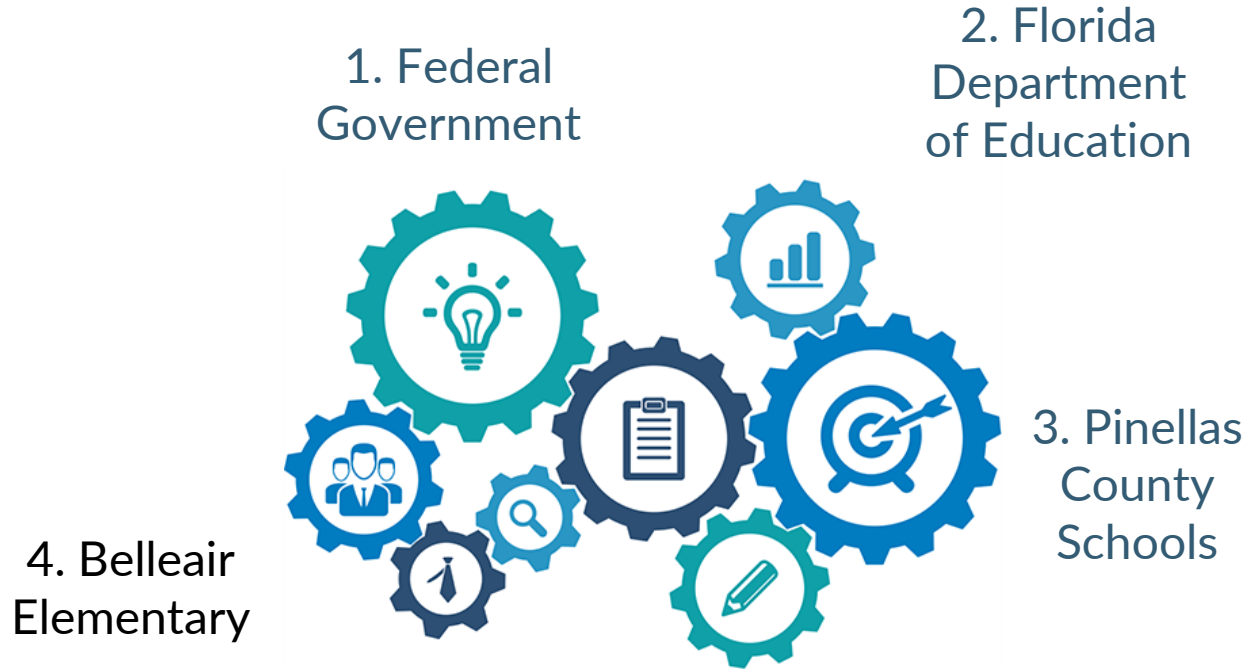 1. Federal
Government
2. Florida
Department
of Education
3. Pinellas
County
Schools
4. Belleair
Elementary